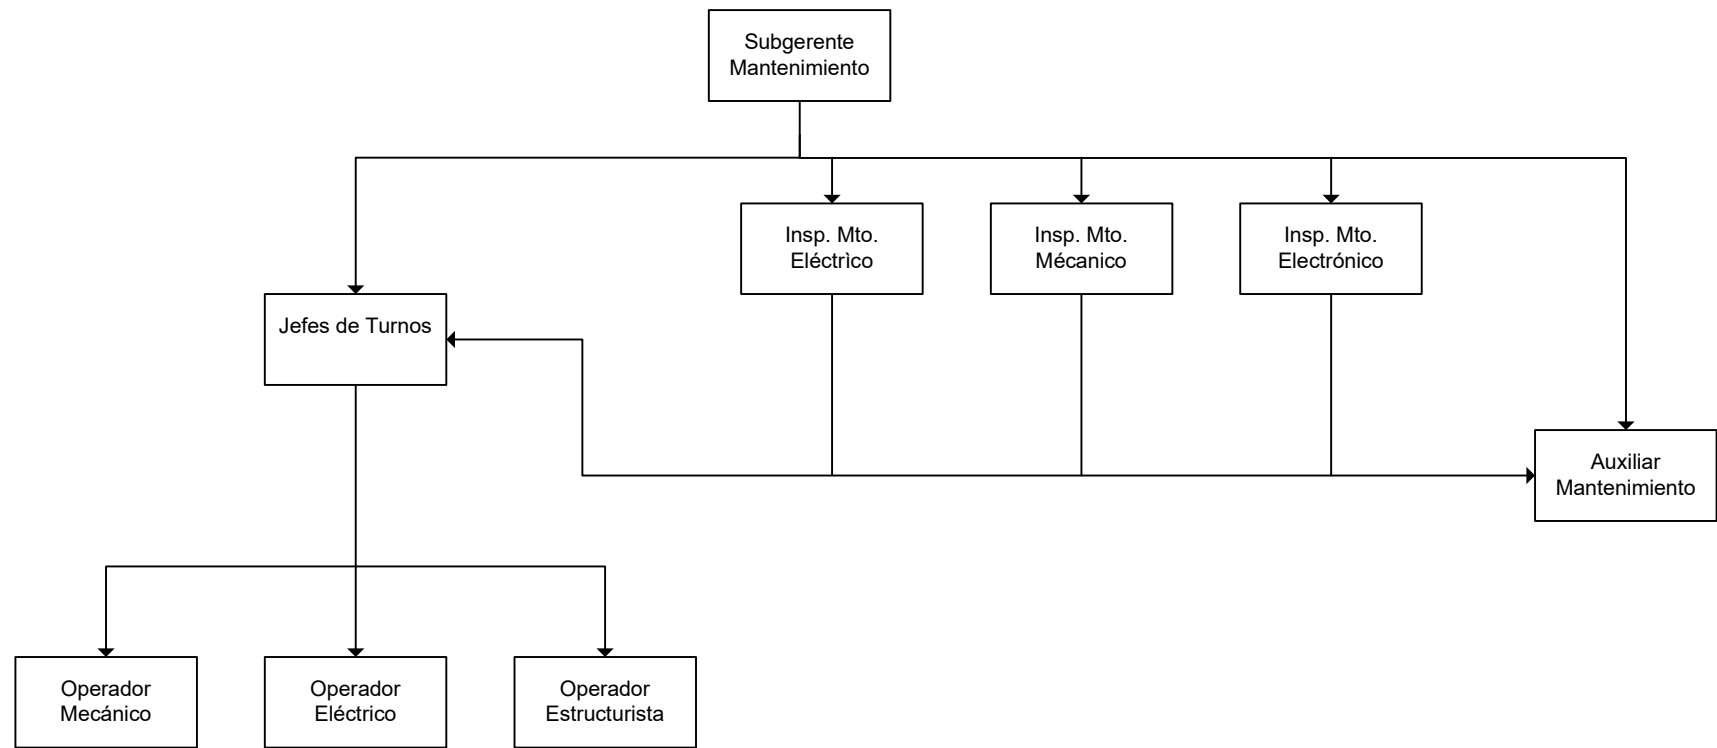 Subgerente
Mantenimiento
Insp. Mto.
Eléctrìco
Insp. Mto.
Mécanico
Insp. Mto.
Electrónico
Jefes de Turnos
Auxiliar
Mantenimiento
Operador
Mecánico
Operador
Eléctrico
Operador
Estructurista